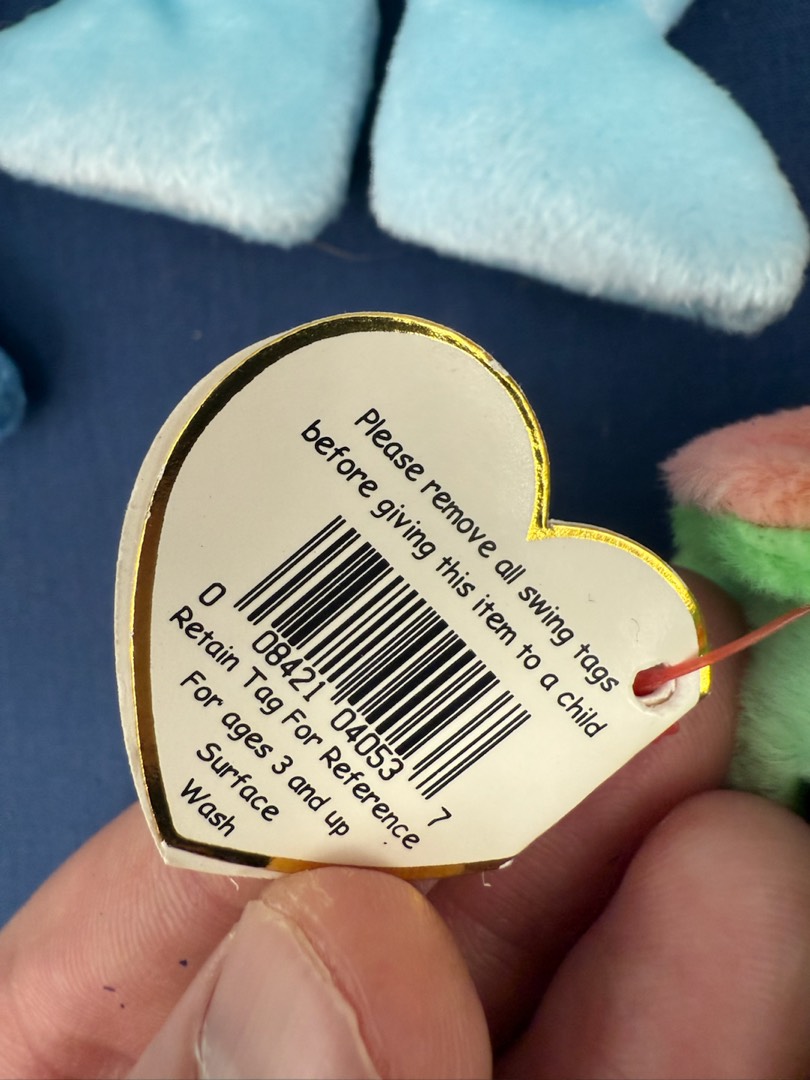 Please remove all swing tags
before giving this item to a child
0 08421 04053 7
Retain Tag For Reference
For ages 3 and up
Surface
Wash